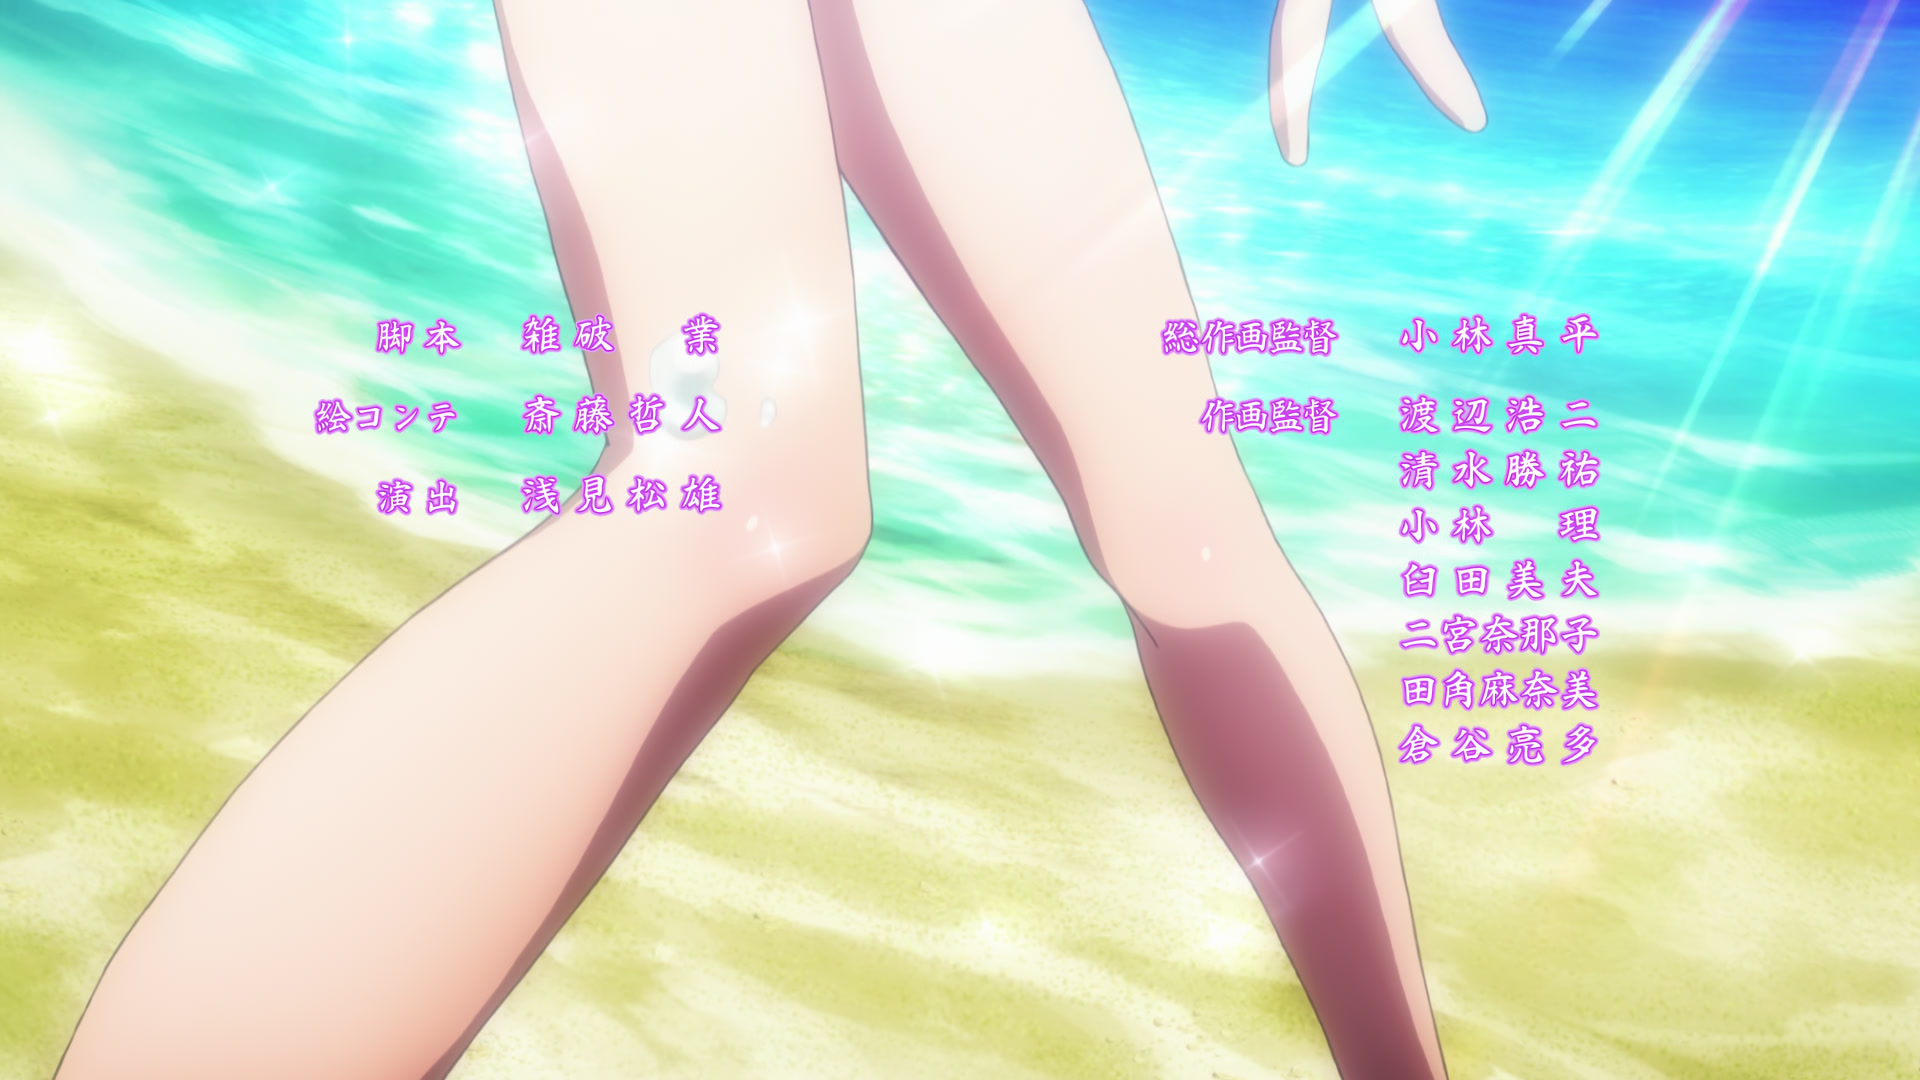 脚本 雑破 業
絵コンテ 斎藤哲人
演出 浅見松雄
総作画監督 小林真平
作画監督 渡辺浩二
清水勝祐
小林 理
臼田美夫
二宮奈那子
田角麻奈美
倉谷亮多